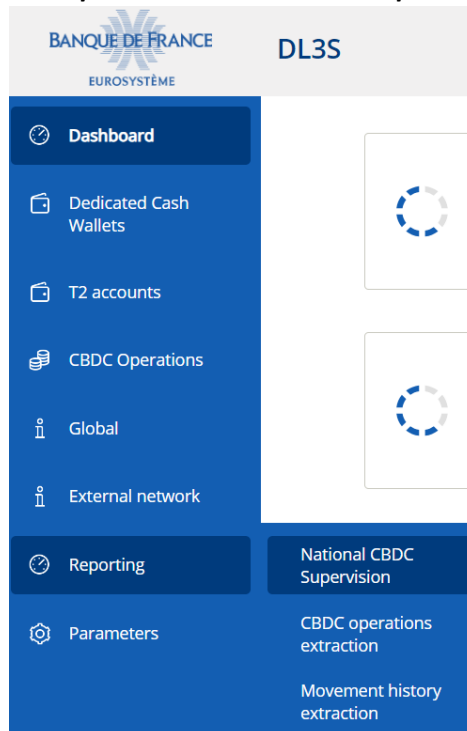 BANQUE DE FRANCE
EUROSYSTÈME
DL3S
Dashboard
Dedicated Cash
Wallets
T2 accounts
CBDC Operations
Global
External network
Reporting
Parameters
National CBDC
Supervision
CBDC operations
extraction
Movement history
extraction